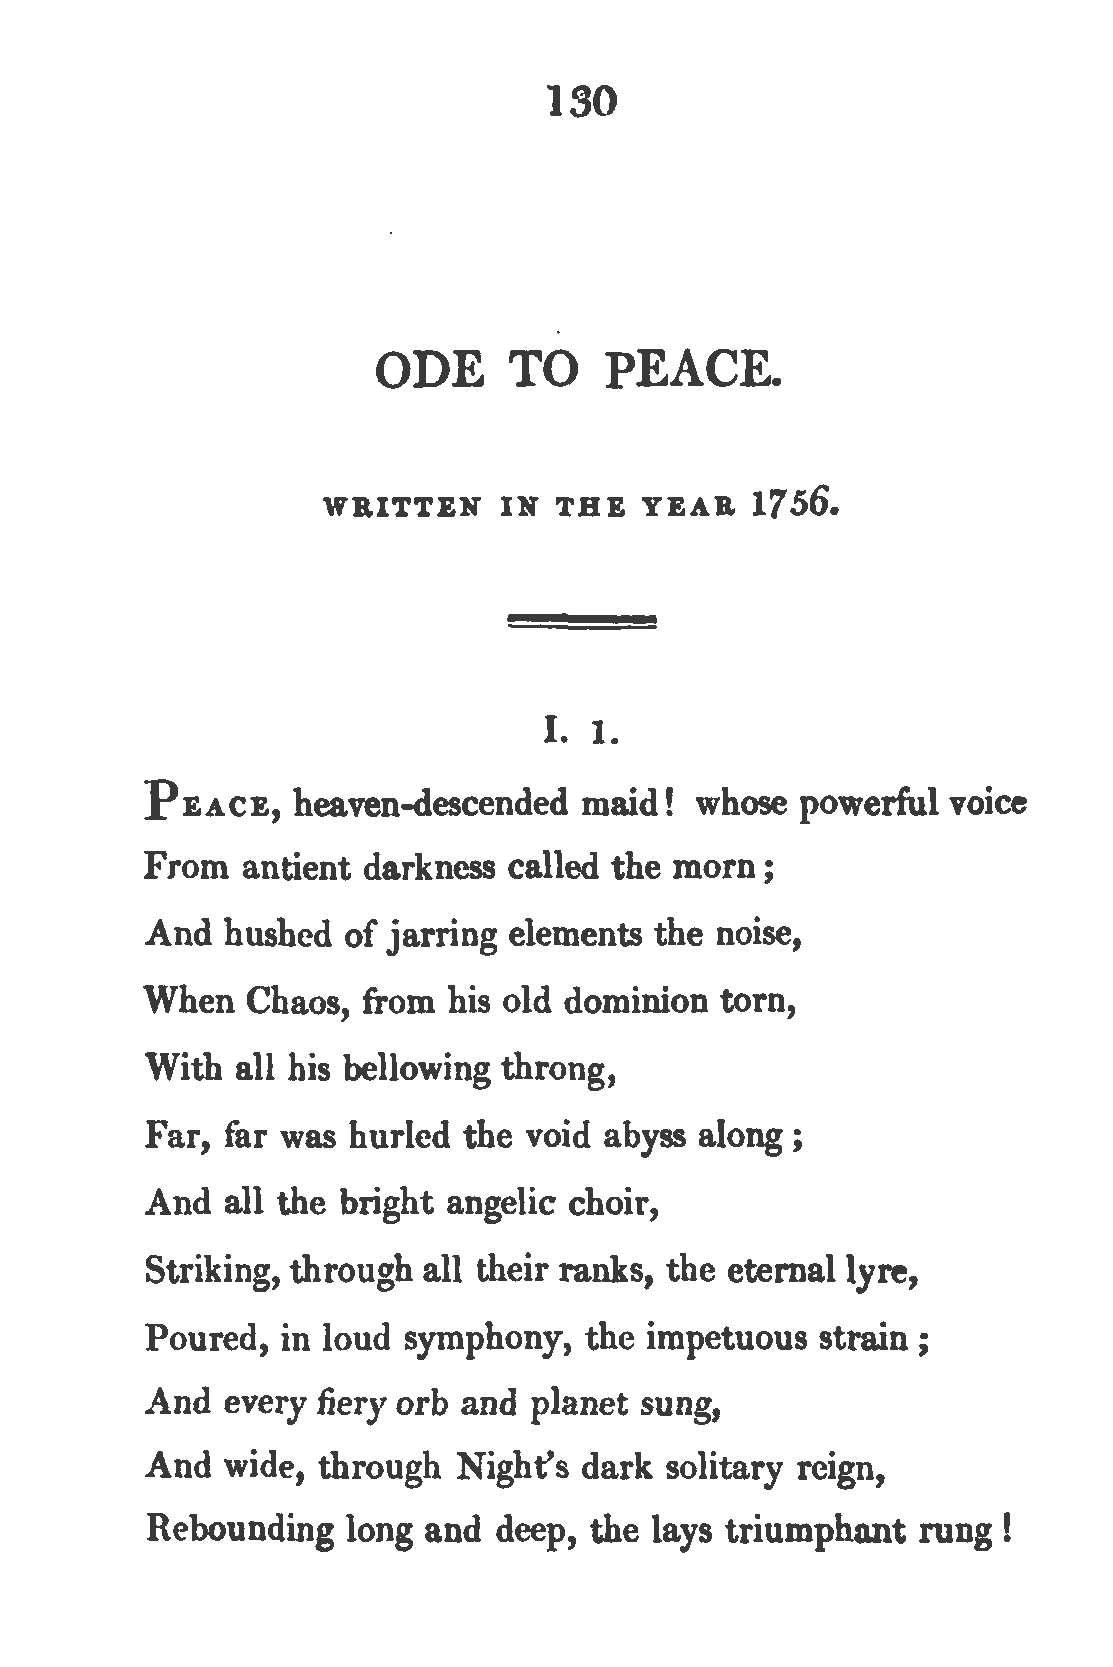 130
ODE TO PEACE.
WRITTEN IN THE YEAR 1756.
I. 1.
PEACE, heaven-descended maid! whose powerful voice
From antient darkness called the morn;
And hushed of jarring elements the noise,
When Chaos, from his old dominion torn,
With all his bellowing throng,
Far, far was hurled the void abyss along;
And all the bright angelic choir,
Striking, through all their ranks, the eternal lyre,
Poured, in loud symphony, the impetuous strain;
And every fiery orb and planet sung,
And wide, through Night's dark solitary reign,
Rebounding long and deep, the lays triumphant rung!